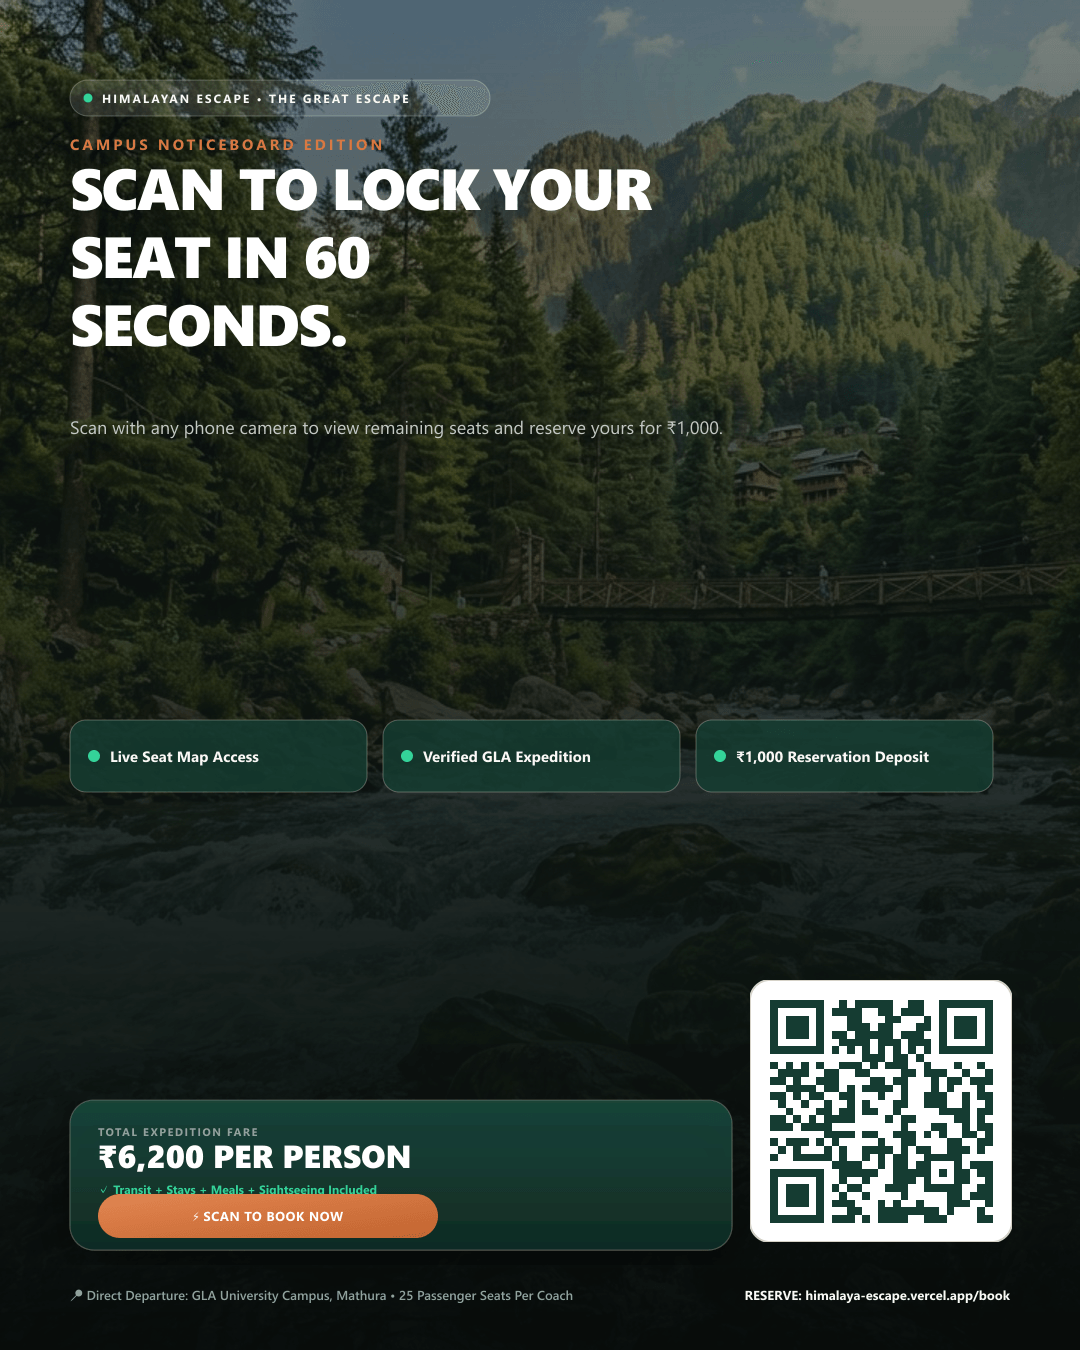 HIMALAYAN ESCAPE • THE GREAT ESCAPE
CAMPUS NOTICEBOARD EDITION
SCAN TO LOCK YOUR
SEAT IN 60
SECONDS.
Scan with any phone camera to view remaining seats and reserve yours for ₹1,000.
Live Seat Map Access
Verified GLA Expedition
₹1,000 Reservation Deposit
TOTAL EXPEDITION FARE
₹6,200 PER PERSON
✓ Transit + Stays + Meals + Sightseeing Included
⚡ SCAN TO BOOK NOW
📍 Direct Departure: GLA University Campus, Mathura • 25 Passenger Seats Per Coach
RESERVE: himalaya-escape.vercel.app/book